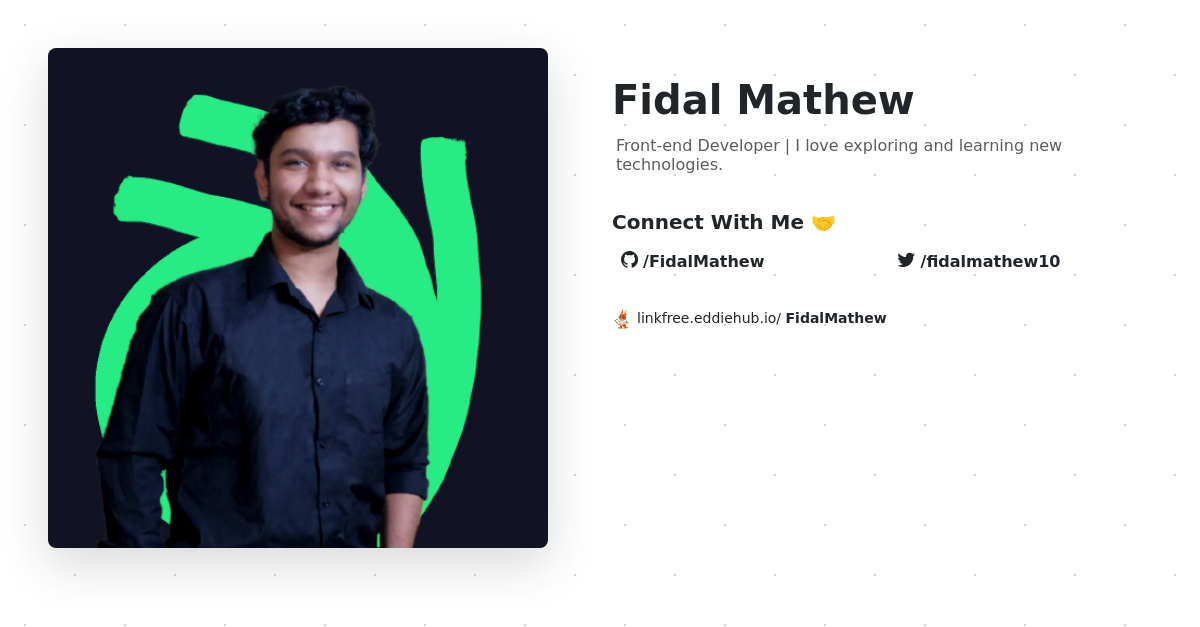 Fidal Mathew
Front-end Developer | I love exploring and learning new
technologies.
Connect With Me 🤝
/FidalMathew
/fidalmathew10
linkfree.eddiehub.io/ FidalMathew